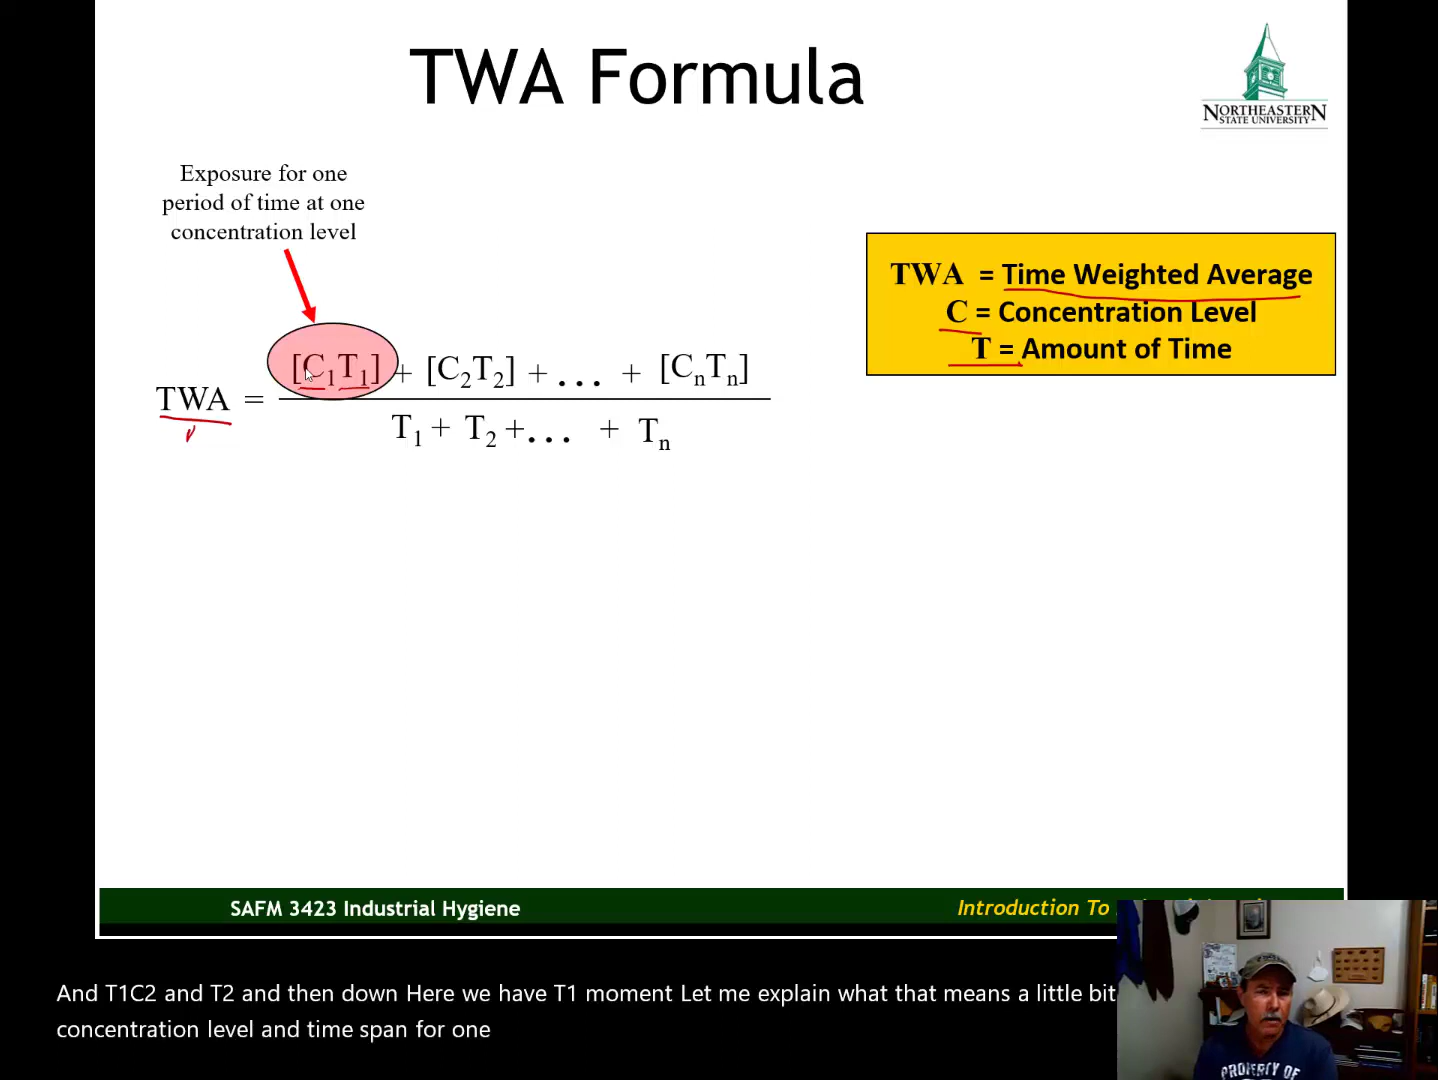 TWA Formula
NORTHEASTERN
STATE UNIVERSITY
Exposure for one
period of time at one
concentration level
TWA = Time Weighted Average
C = Concentration Level
T = Amount of Time
[C₁T₁] + [C₂T₂] + ... + [CₙTₙ]
TWA =
T₁ + T₂ +... + Tₙ
SAFM 3423 Industrial Hygiene
Introduction To
And T1C2 and T2 and then down Here we have T1 moment Let me explain what that means a little bit
concentration level and time span for one
PROPERTY OF